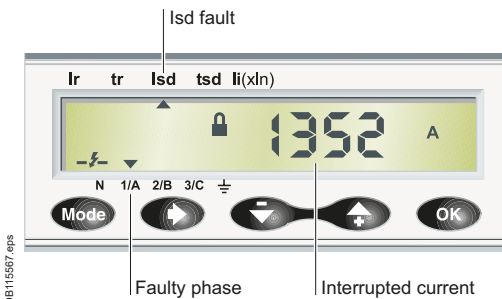 Isd fault
Ir tr Isd tsd Ii(xIn)
1352 A
N 1/A 2/B 3/C
Mode OK
Faulty phase Interrupted current
DB115567.eps